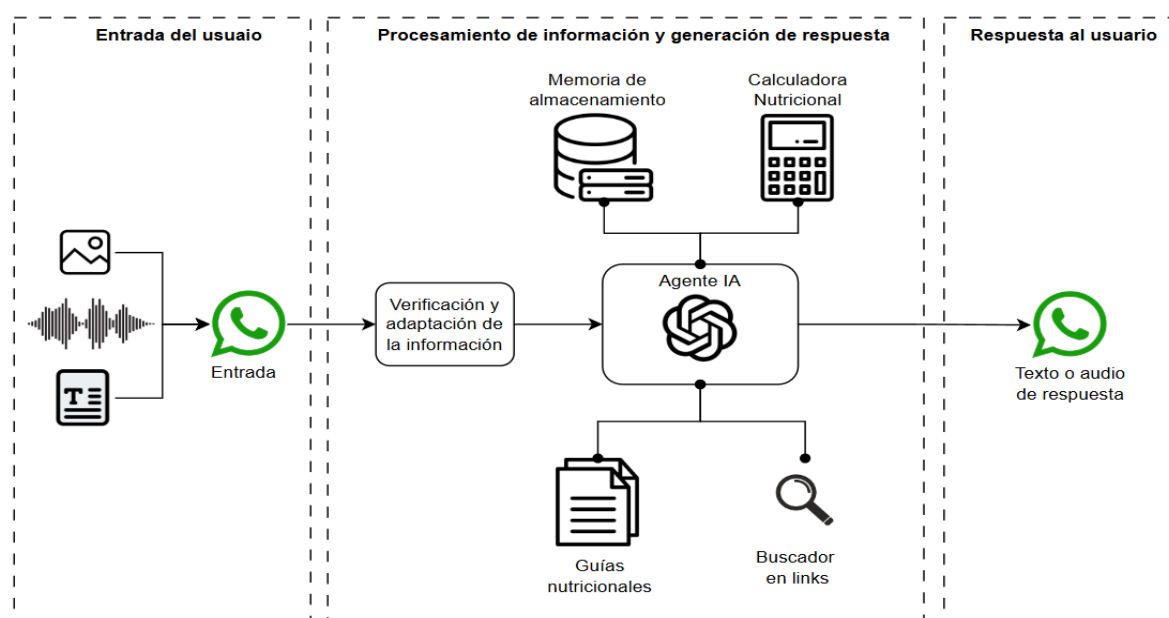 Entrada del usuaio
Procesamiento de información y generación de respuesta
Respuesta al usuario
Memoria de
almacenamiento
Calculadora
Nutricional
Entrada
Verificación y
adaptación de
la información
Agente IA
Texto o audio
de respuesta
T
Guías
nutricionales
Buscador
en links